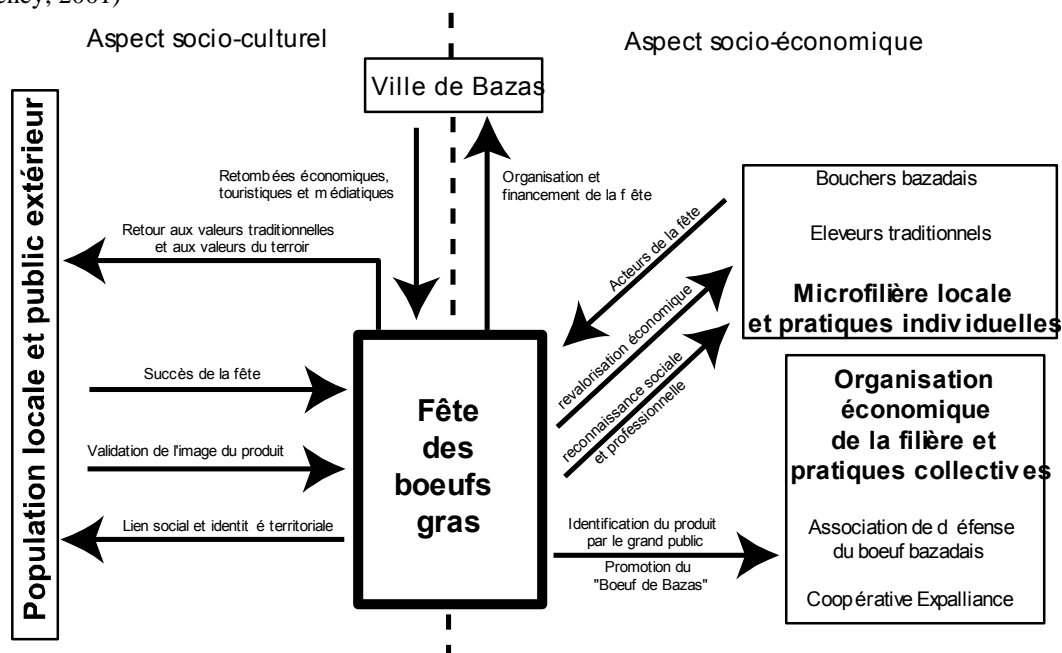 ency, 2001)
Aspect socio-culturel
Aspect socio-économique
Ville de Bazas
Population locale et public extérieur
Retombées économiques,
touristiques et médiatiques
Organisation et
financement de la fête
Retour aux valeurs traditionnelles
et aux valeurs du terroir
Succès de la fête
Validation de l'image du produit
Lien social et identité territoriale
Fête
des
boeufs
gras
Acteurs de la fête
revalorisation économique
reconnaissance sociale
et professionnelle
Identification du produit
par le grand public
Promotion du
"Boeuf de Bazas"
Bouchers bazadais
Eleveurs traditionnels
Microfilière locale
et pratiques individuelles
Organisation
économique
de la filière et
pratiques collectives
Association de défense
du boeuf bazadais
Coopérative Expalliance